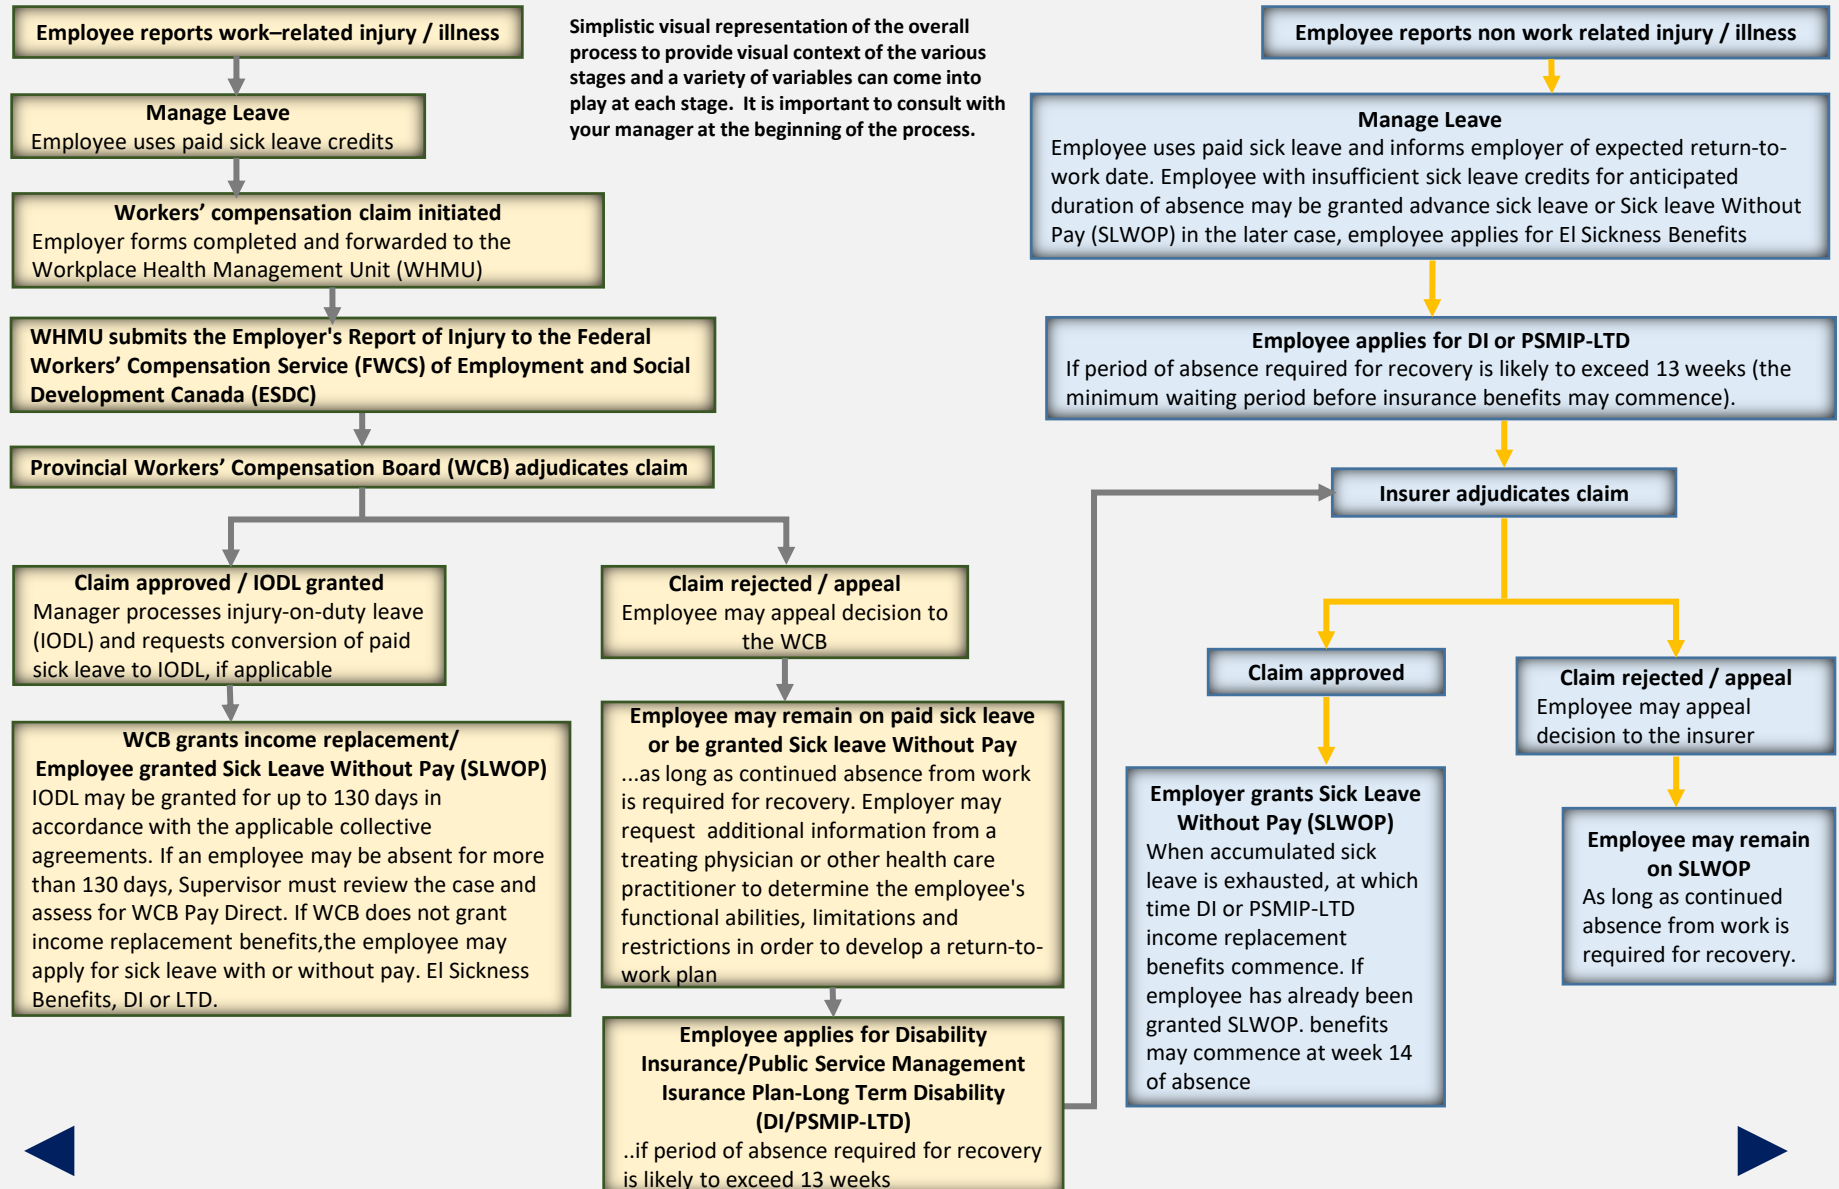 Employee reports work–related injury / illness
Manage Leave
Employee uses paid sick leave credits
Workers' compensation claim initiated
Employer forms completed and forwarded to the
Workplace Health Management Unit (WHMU)
WHMU submits the Employer's Report of Injury to the Federal
Workers' Compensation Service (FWCS) of Employment and Social
Development Canada (ESDC)
Provincial Workers' Compensation Board (WCB) adjudicates claim
Claim approved / IODL granted
Manager processes injury-on-duty leave
(IODL) and requests conversion of paid
sick leave to IODL, if applicable
WCB grants income replacement/
Employee granted Sick Leave Without Pay (SLWOP)
IODL may be granted for up to 130 days in
accordance with the applicable collective
agreements. If an employee may be absent for more
than 130 days, Supervisor must review the case and
assess for WCB Pay Direct. If WCB does not grant
income replacement benefits,the employee may
apply for sick leave with or without pay. El Sickness
Benefits, DI or LTD.
Claim rejected / appeal
Employee may appeal decision to
the WCB
Employee may remain on paid sick leave
or be granted Sick leave Without Pay
...as long as continued absence from work
is required for recovery. Employer may
request additional information from a
treating physician or other health care
practitioner to determine the employee's
functional abilities, limitations and
restrictions in order to develop a return-to-
work plan
Employee applies for Disability
Insurance/Public Service Management
Isurance Plan-Long Term Disability
(DI/PSMIP-LTD)
..if period of absence required for recovery
is likely to exceed 13 weeks
Simplistic visual representation of the overall
process to provide visual context of the various
stages and a variety of variables can come into
play at each stage. It is important to consult with
your manager at the beginning of the process.
Employee reports non work related injury / illness
Manage Leave
Employee uses paid sick leave and informs employer of expected return-to-
work date. Employee with insufficient sick leave credits for anticipated
duration of absence may be granted advance sick leave or Sick leave Without
Pay (SLWOP) in the later case, employee applies for El Sickness Benefits
Employee applies for DI or PSMIP-LTD
If period of absence required for recovery is likely to exceed 13 weeks (the
minimum waiting period before insurance benefits may commence).
Insurer adjudicates claim
Claim approved
Employer grants Sick Leave
Without Pay (SLWOP)
When accumulated sick
leave is exhausted, at which
time DI or PSMIP-LTD
income replacement
benefits commence. If
employee has already been
granted SLWOP. benefits
may commence at week 14
of absence
Claim rejected / appeal
Employee may appeal
decision to the insurer
Employee may remain
on SLWOP
As long as continued
absence from work is
required for recovery.